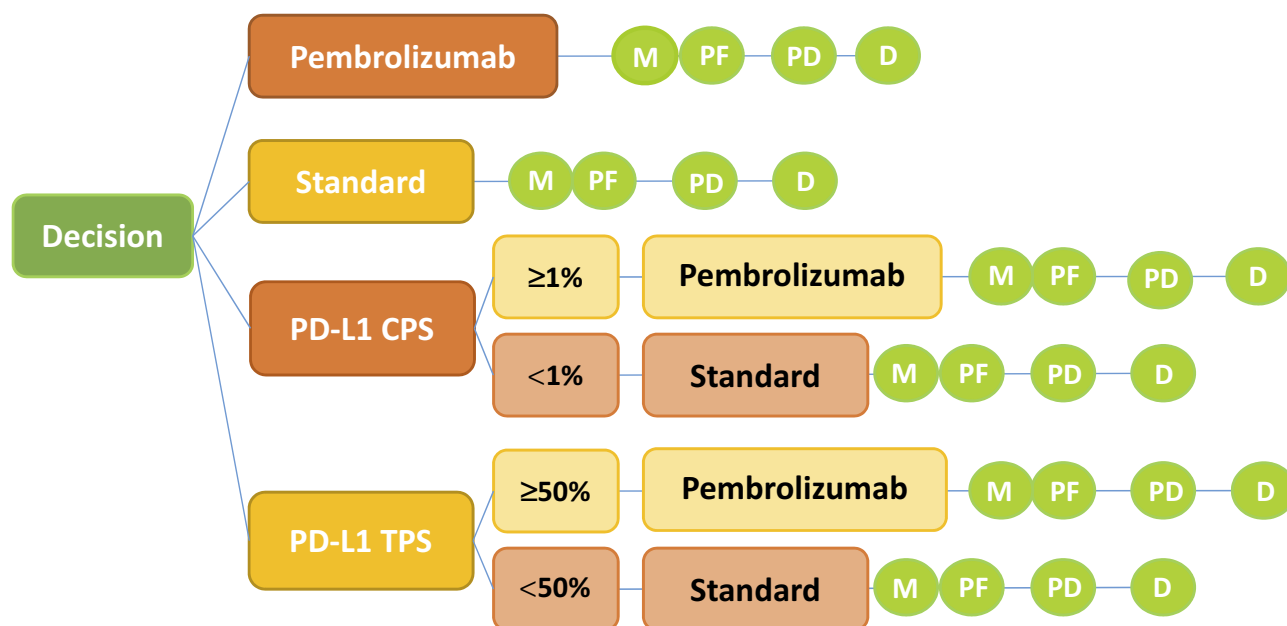 Pembrolizumab M PF PD D
Standard M PF PD D
Decision
≥1% Pembrolizumab M PF PD D
PD-L1 CPS
<1% Standard M PF PD D
≥50% Pembrolizumab M PF PD D
PD-L1 TPS
<50% Standard M PF PD D